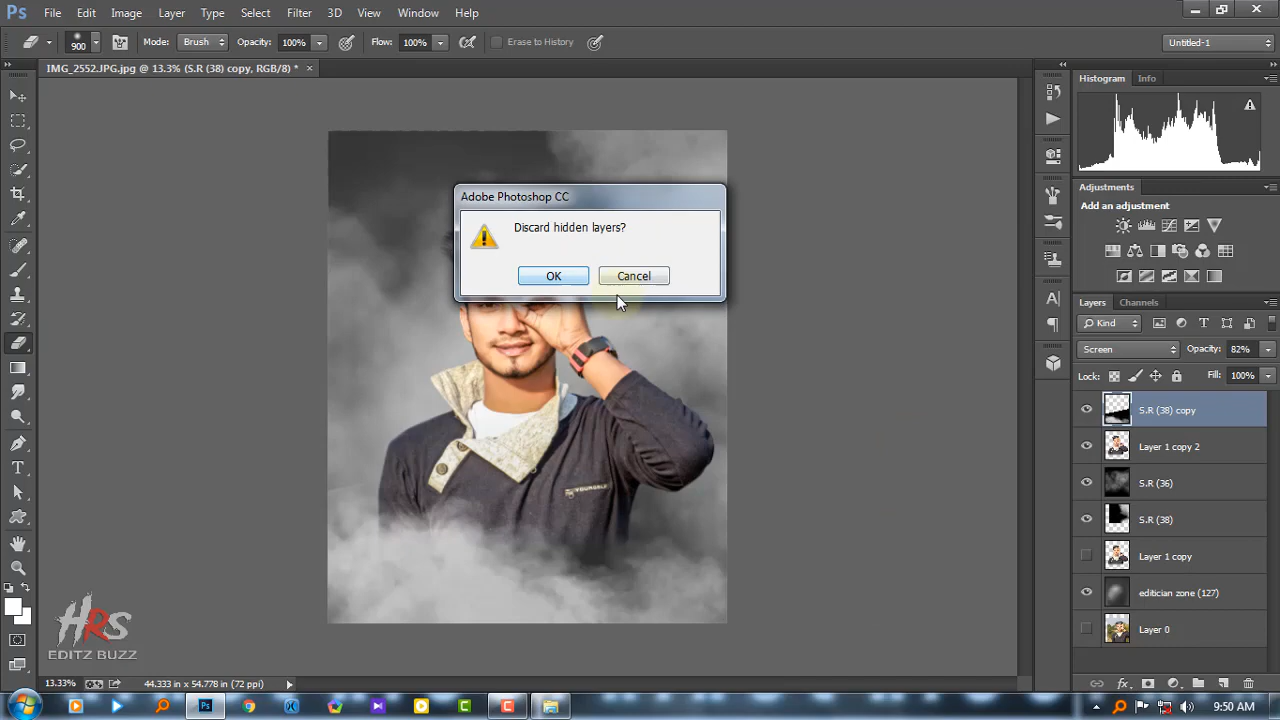 Ps File Edit Image Layer Type Select Filter 3D View Window Help
900 Mode: Brush Opacity: 100% Flow: 100% Erase to History Untitled-1
IMG_2552.JPG.jpg @ 13.3% (S.R (38) copy, RGB/8) * ×
Histogram Info
Adobe Photoshop CC
Discard hidden layers?
OK Cancel
Adjustments
Add an adjustment
Layers Channels
Kind
Screen Opacity: 82%
Lock: Fill: 100%
S.R (38) copy
Layer 1 copy 2
S.R (36)
S.R (38)
Layer 1 copy
editician zone (127)
Layer 0
YOURSELF
HRS
EDITZ BUZZ
13.33% 44.333 in x 54.778 in (72 ppi)
9:50 AM